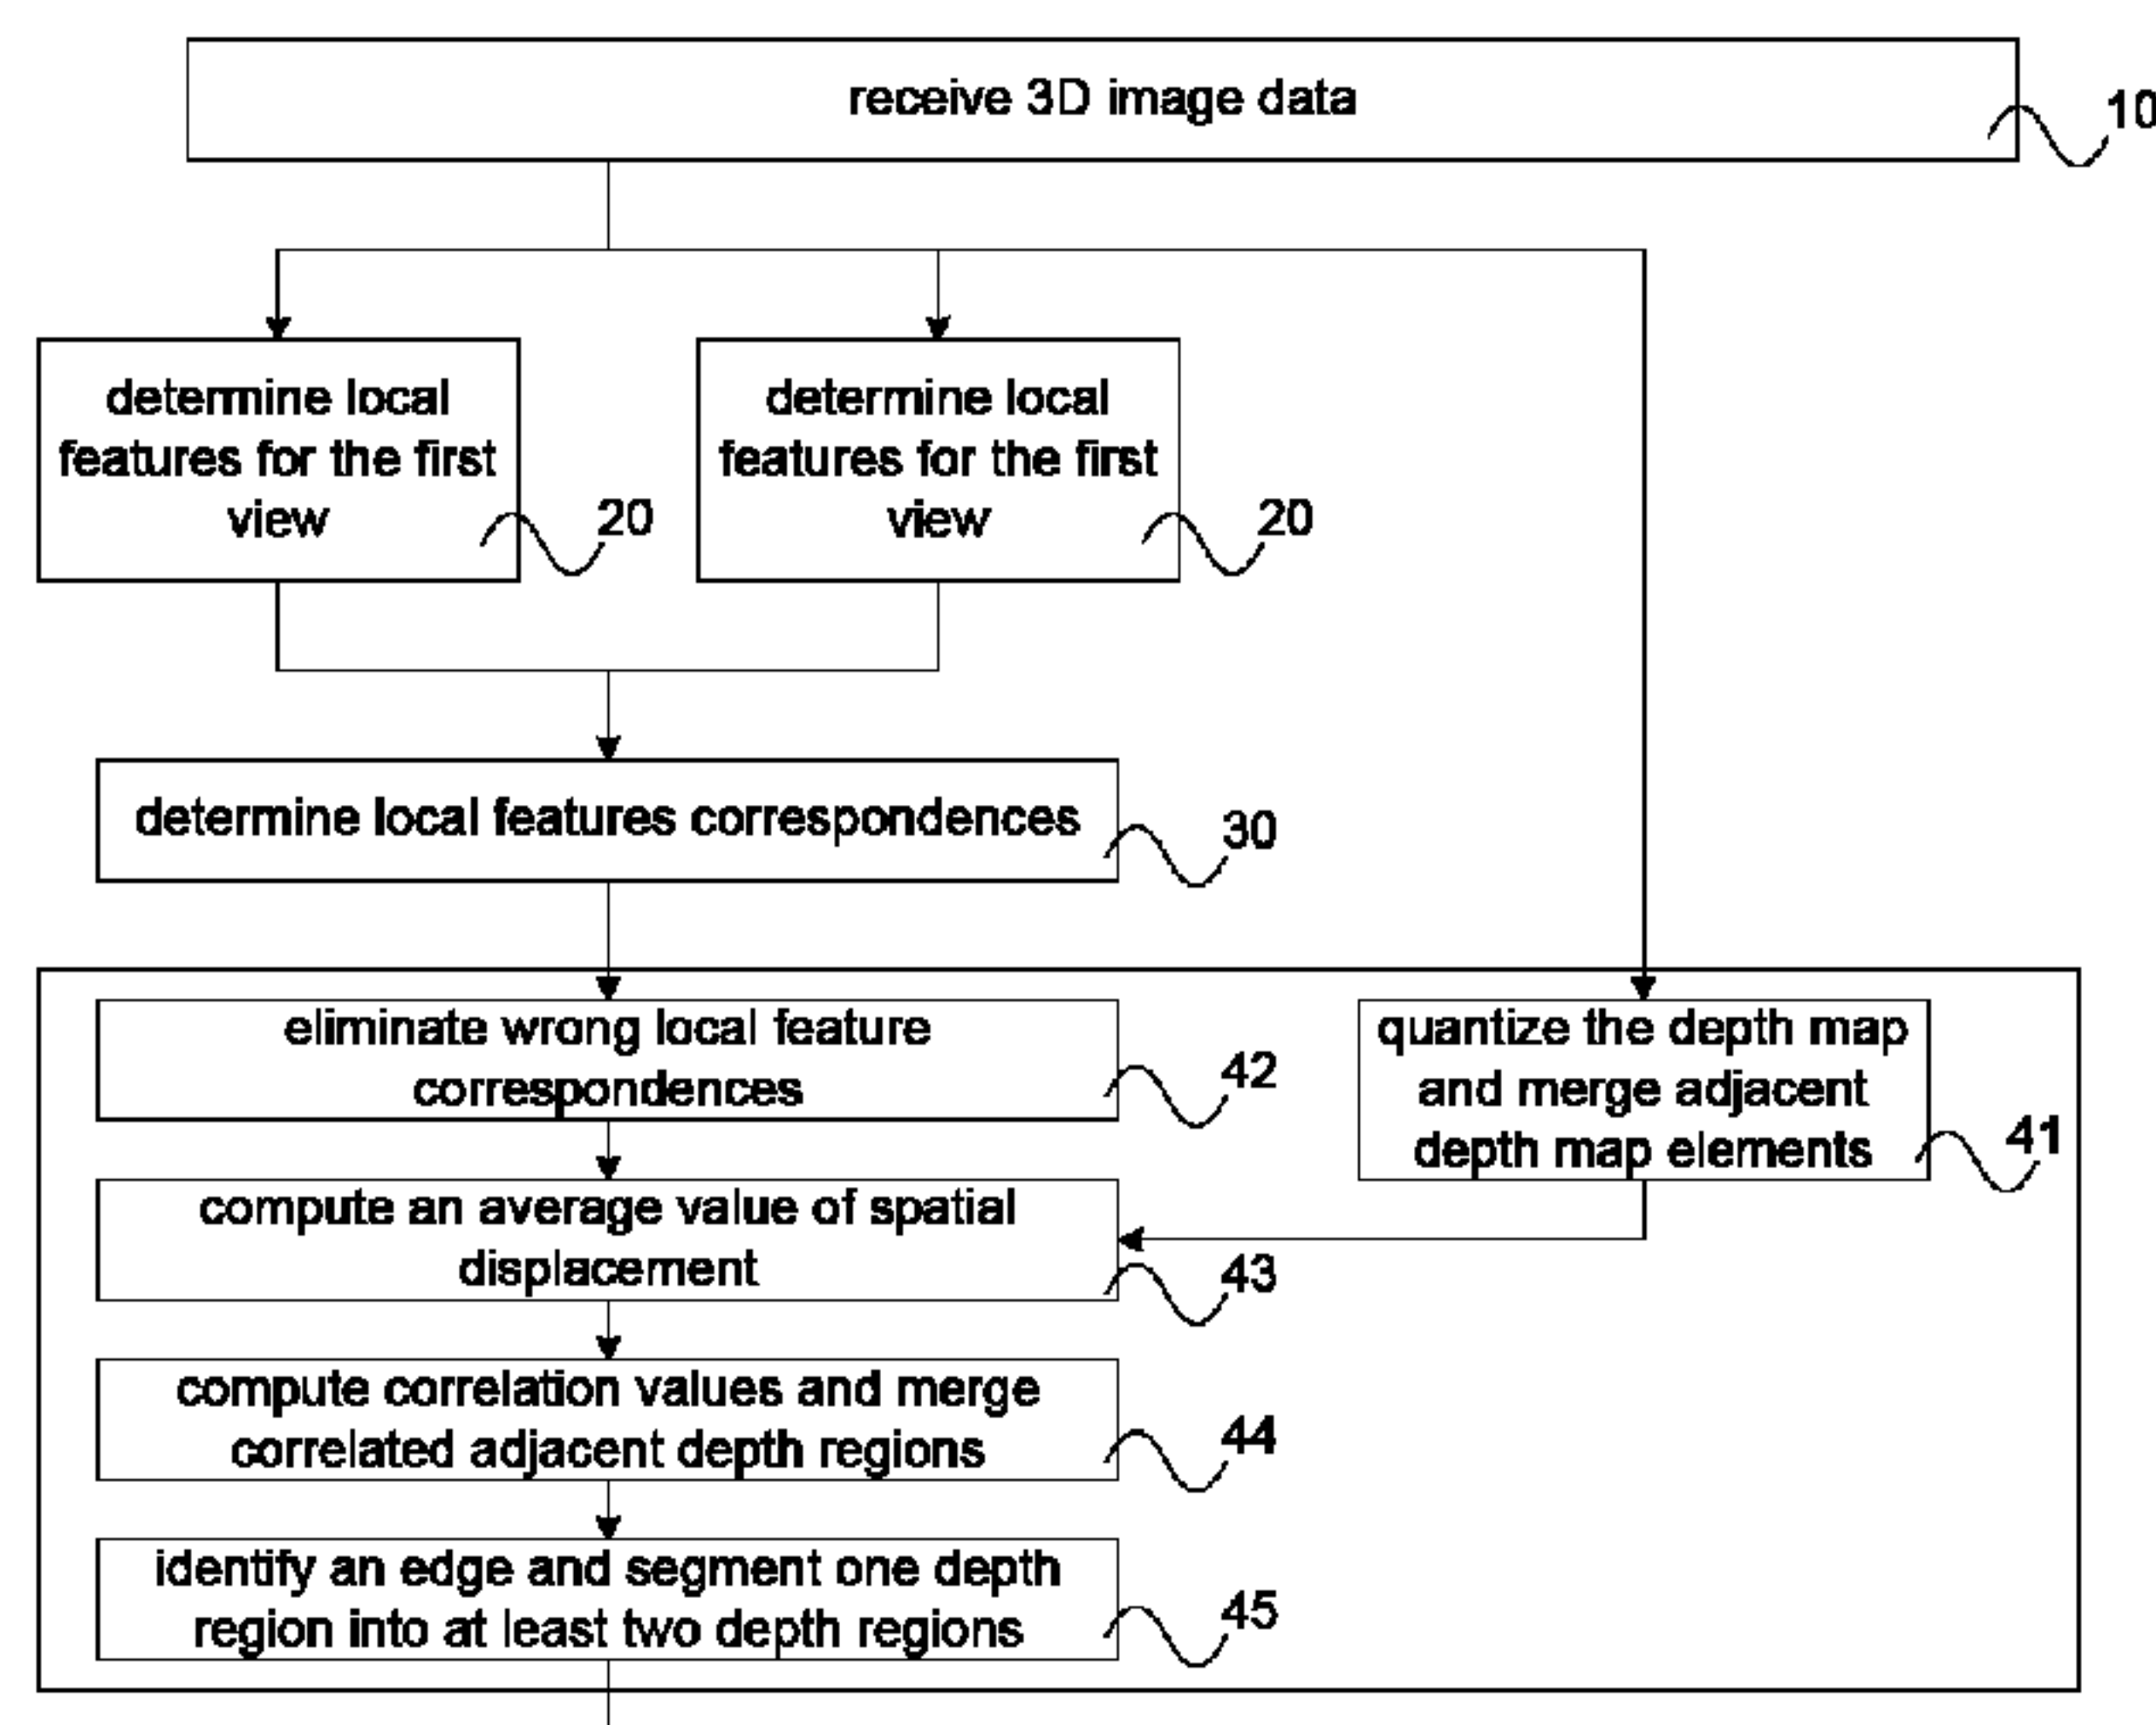 receive 3D image data
10
determine local
features for the first
view
20
determine local
features for the first
view
20
determine local features correspondences
30
eliminate wrong local feature
correspondences
42
quantize the depth map
and merge adjacent
depth map elements
41
compute an average value of spatial
displacement
43
compute correlation values and merge
correlated adjacent depth regions
44
identify an edge and segment one depth
region into at least two depth regions
45